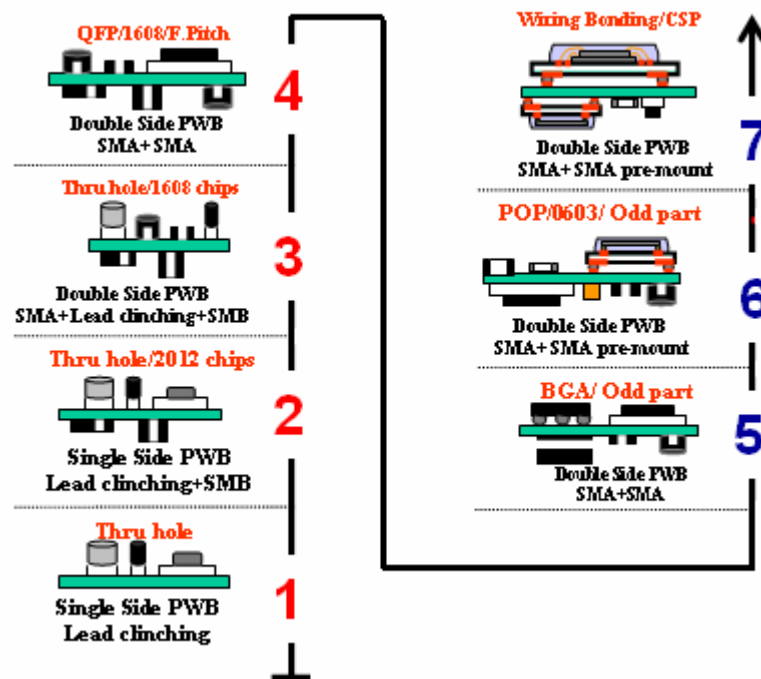 QFP/1608/F.Pitch
4
Double Side PWB
SMA+ SMA
Thru hole/1608 chips
3
Double Side PWB
SMA+Lead clinching+SMB
Thru hole/2012 chips
2
Single Side PWB
Lead clinching+SMB
Thru hole
1
Single Side PWB
Lead clinching
Wiring Bonding/CSP
7
Double Side PWB
SMA+ SMA pre-mount
POP/0603/ Odd part
6
Double Side PWB
SMA+ SMA pre-mount
BGA/ Odd part
5
Double Side PWB
SMA+SMA